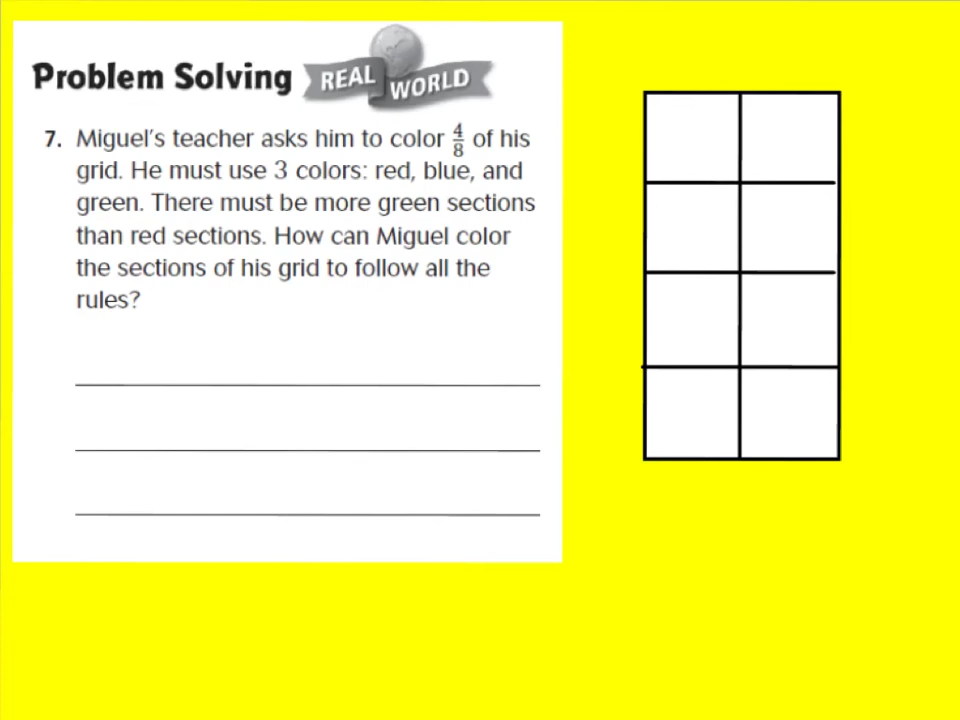 Problem Solving REAL WORLD
7. Miguel's teacher asks him to color 4/8 of his
grid. He must use 3 colors: red, blue, and
green. There must be more green sections
than red sections. How can Miguel color
the sections of his grid to follow all the
rules?